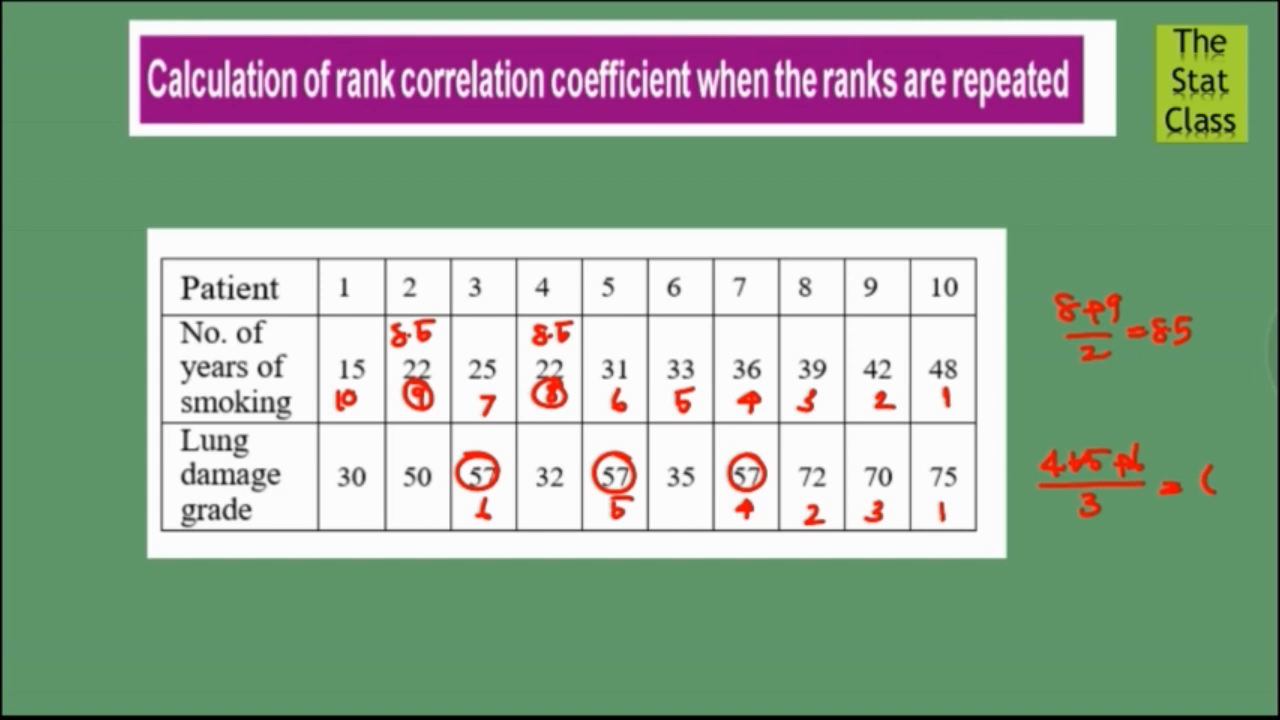 Calculation of rank correlation coefficient when the ranks are repeated
The
Stat
Class
Patient 1 2 3 4 5 6 7 8 9 10
8.5 8.5
No. of
years of 15 22 25 22 31 33 36 39 42 48
smoking 10 9 7 8 6 5 4 3 2 1
Lung
damage 30 50 57 32 57 35 57 72 70 75
grade 5 4 2 3 1
8+9
2
=85
3
= (